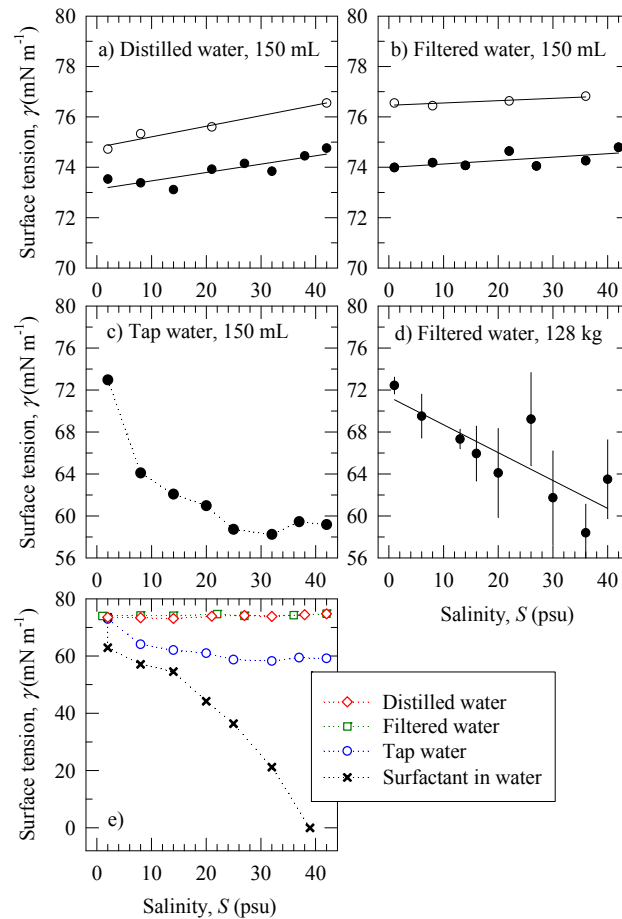 a) Distilled water, 150 mL
b) Filtered water, 150 mL
Surface tension, γ(mN m⁻¹)
78
76
74
72
70
78
76
74
72
70
0 10 20 30 40
0 10 20 30 40
c) Tap water, 150 mL
d) Filtered water, 128 kg
Surface tension, γ(mN m⁻¹)
76
72
68
64
60
56
76
72
68
64
60
56
0 10 20 30 40
0 10 20 30 40
Salinity, S (psu)
Surface tension, γ(mN m⁻¹)
80
60
40
20
0
e)
Distilled water
Filtered water
Tap water
Surfactant in water
0 10 20 30 40
Salinity, S (psu)